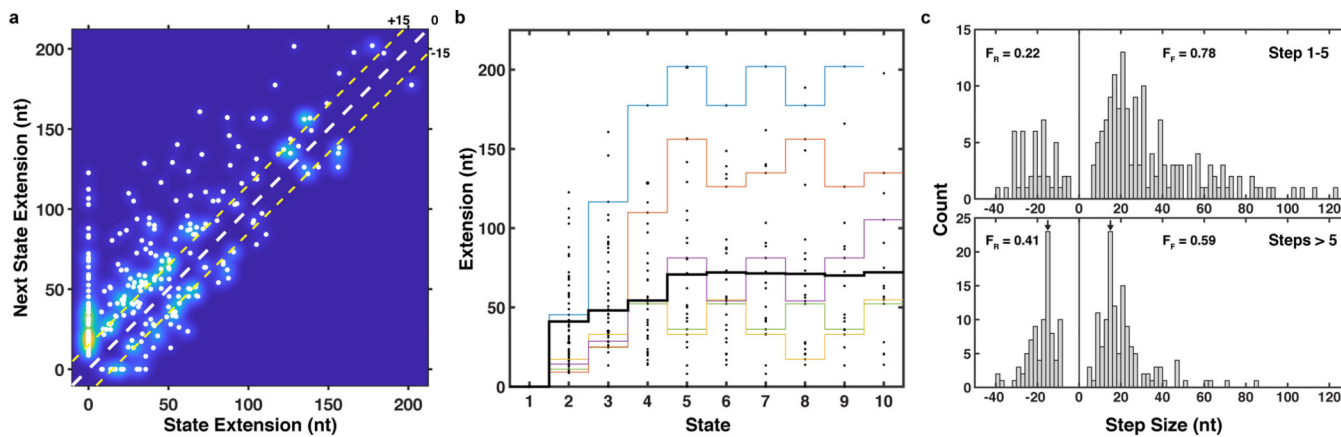 a
+15
0
-15
200
150
100
50
0
Next State Extension (nt)
0 50 100 150 200
State Extension (nt)
b
200
150
100
50
0
Extension (nt)
1 2 3 4 5 6 7 8 9 10
State
c
15
10
5
0
F_R = 0.22
F_F = 0.78
Step 1-5
-40 -20 0 20 40 60 80 100 120
Count
25
20
15
10
5
0
F_R = 0.41
F_F = 0.59
Steps > 5
-40 -20 0 20 40 60 80 100 120
Step Size (nt)